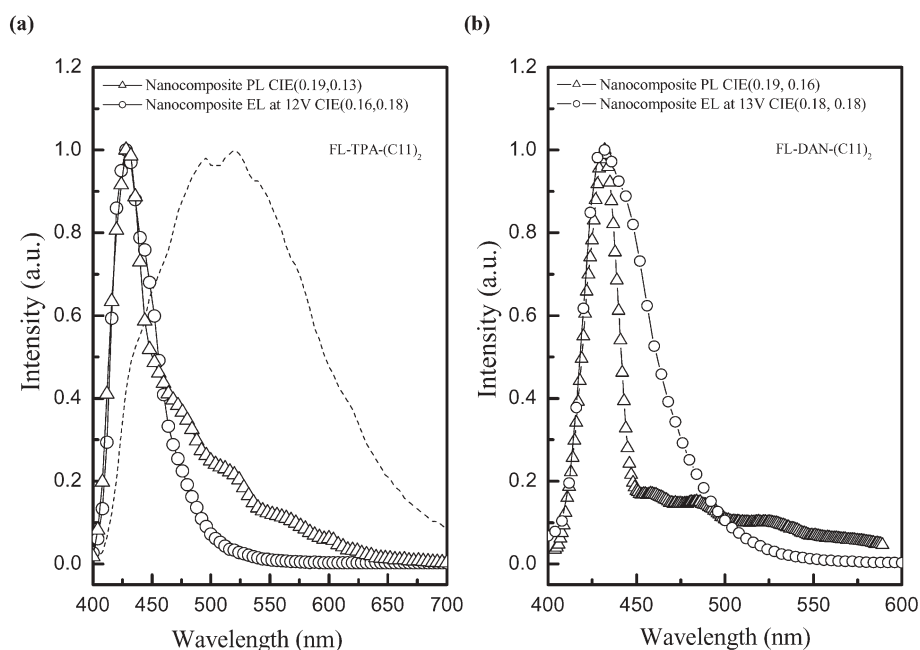 (a)
1.2
1.0
0.8
0.6
0.4
0.2
0.0
Intensity (a.u.)
Nanocomposite PL CIE(0.19,0.13)
Nanocomposite EL at 12V CIE(0.16,0.18)
FL-TPA-(C11)2
400 450 500 550 600 650 700
Wavelength (nm)
(b)
1.2
1.0
0.8
0.6
0.4
0.2
0.0
Intensity (a.u.)
Nanocomposite PL CIE(0.19, 0.16)
Nanocomposite EL at 13V CIE(0.18, 0.18)
FL-DAN-(C11)2
400 450 500 550 600
Wavelength (nm)